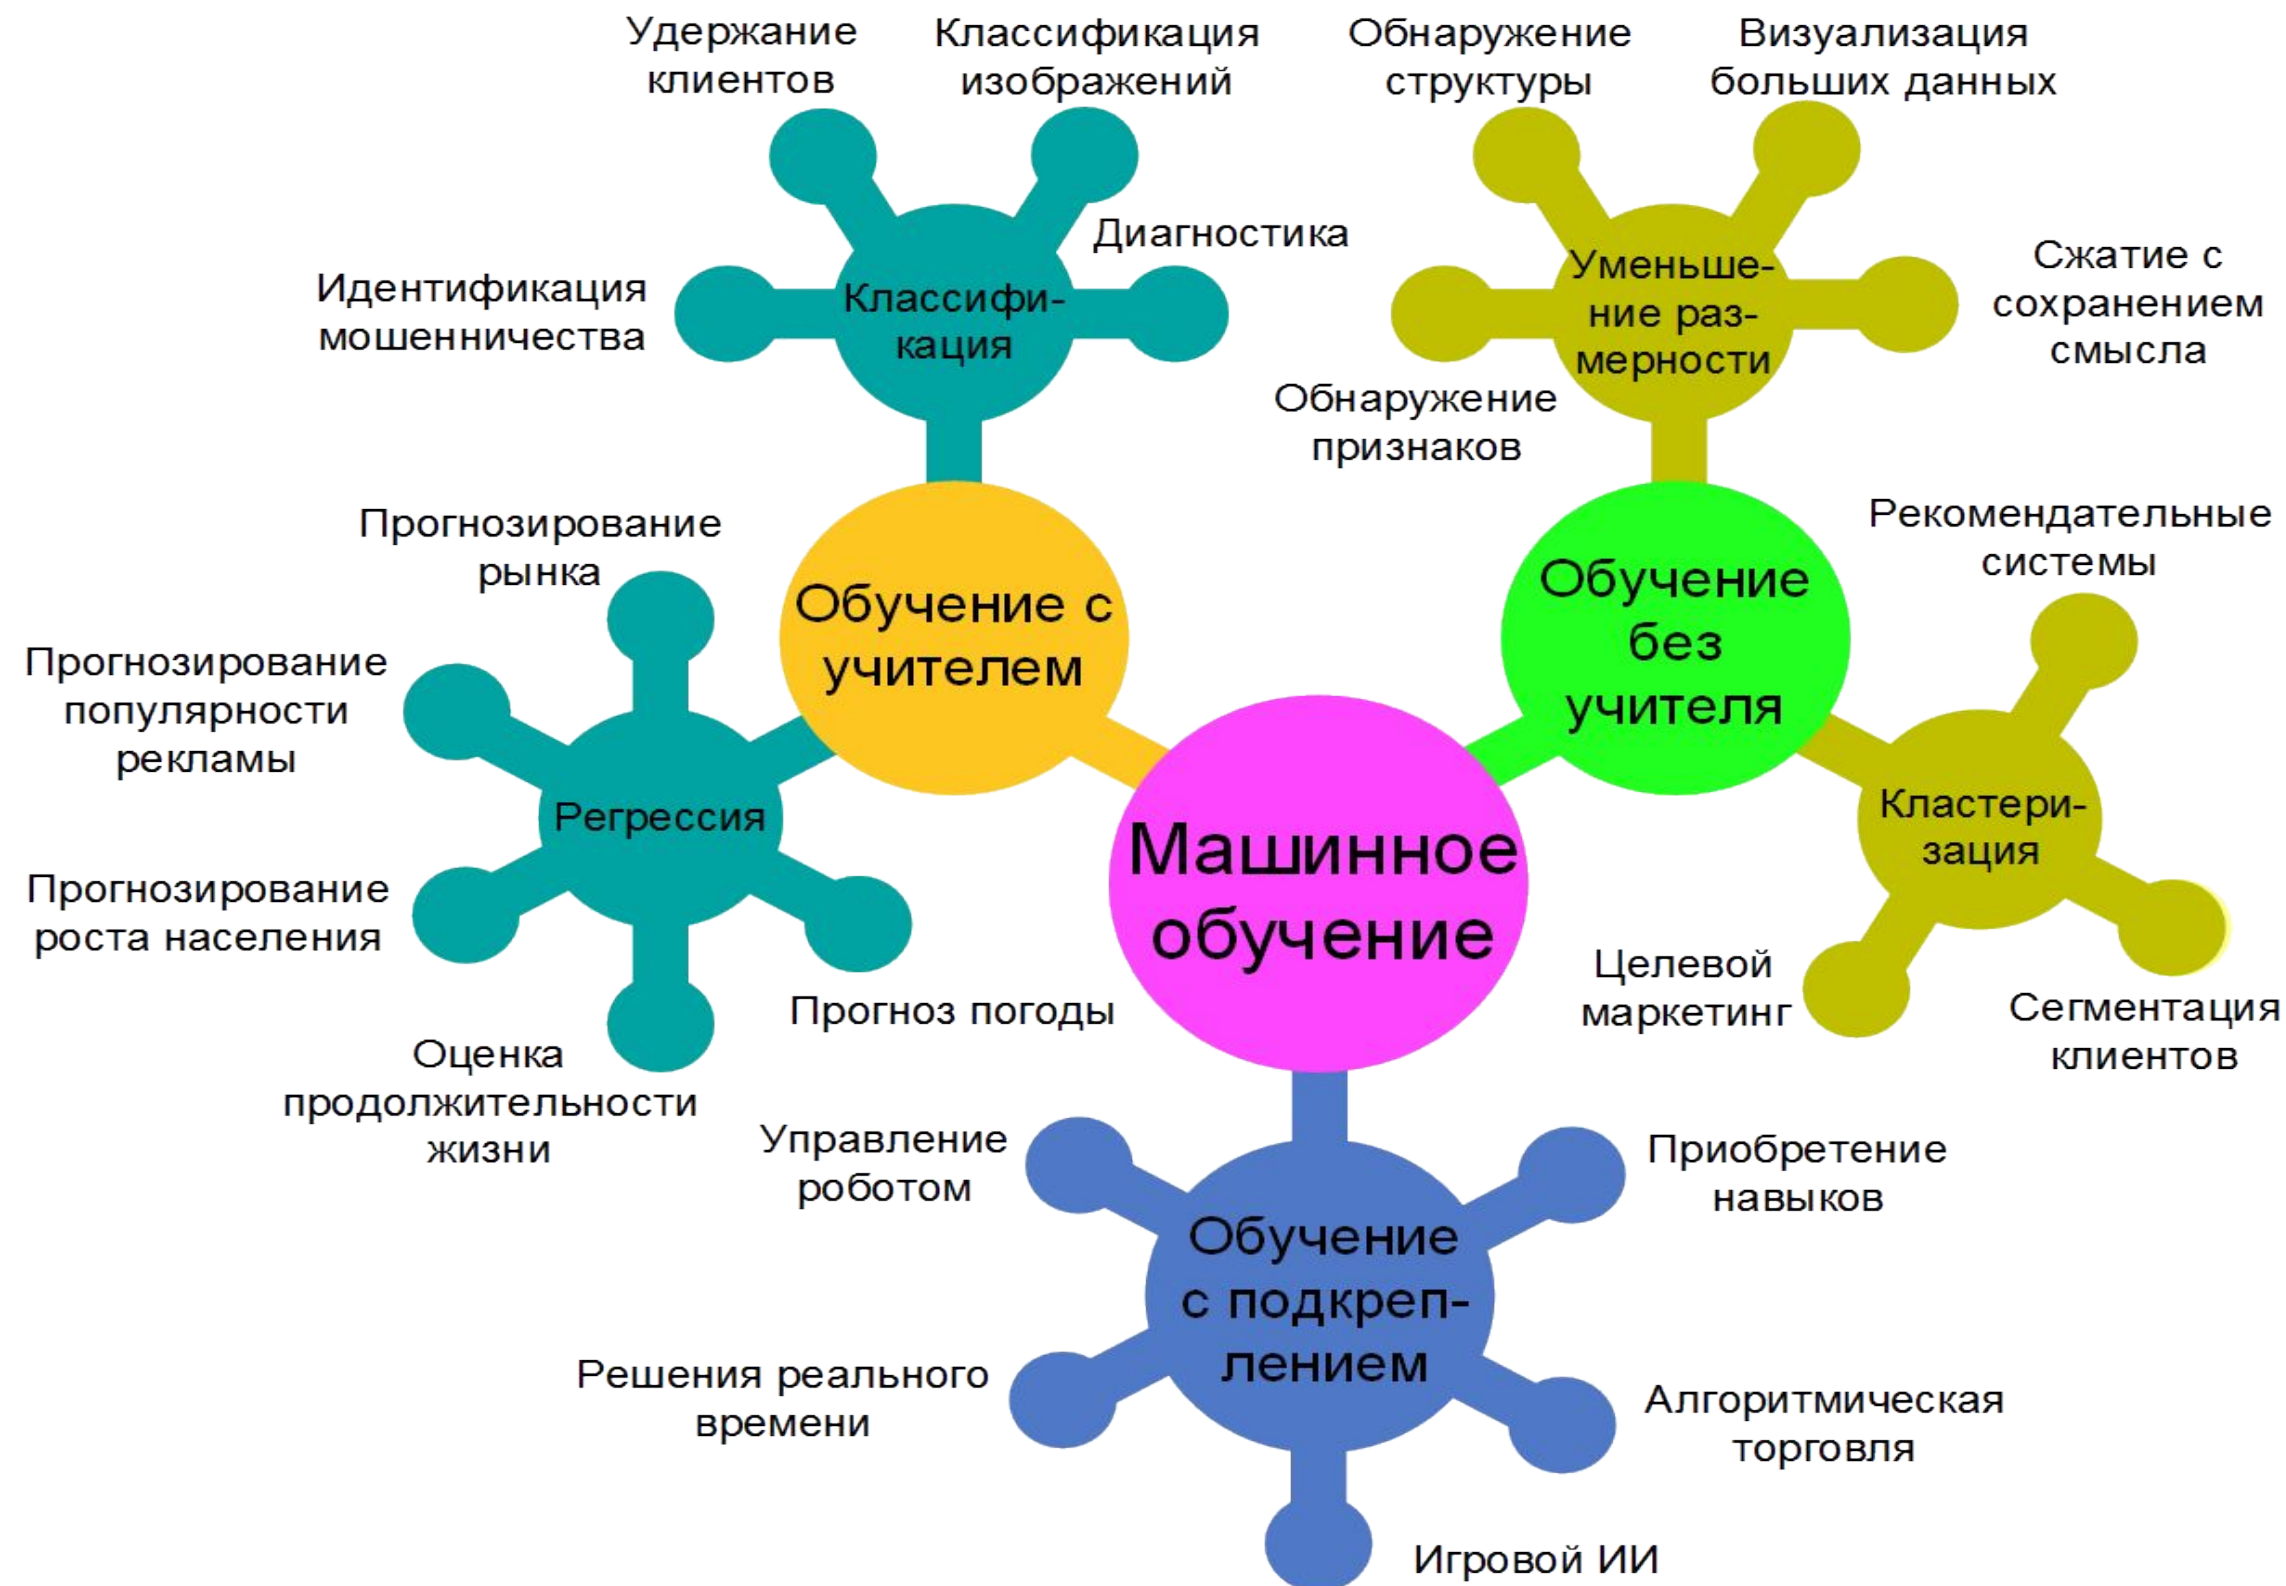 Удержание
клиентов
Классификация
изображений
Обнаружение
структуры
Визуализация
больших данных
Диагностика
Идентификация
мошенничества
Классифи-
кация
Уменьше-
ние раз-
мерности
Сжатие с
сохранением
смысла
Обнаружение
признаков
Прогнозирование
рынка
Рекомендательные
системы
Обучение с
учителем
Обучение
без
учителя
Прогнозирование
популярности
рекламы
Регрессия
Машинное
обучение
Кластери-
зация
Прогнозирование
роста населения
Прогноз погоды
Целевой
маркетинг
Сегментация
клиентов
Оценка
продолжительности
жизни
Управление
роботом
Приобретение
навыков
Обучение
с подкреп-
лением
Решения реального
времени
Алгоритмическая
торговля
Игровой ИИ